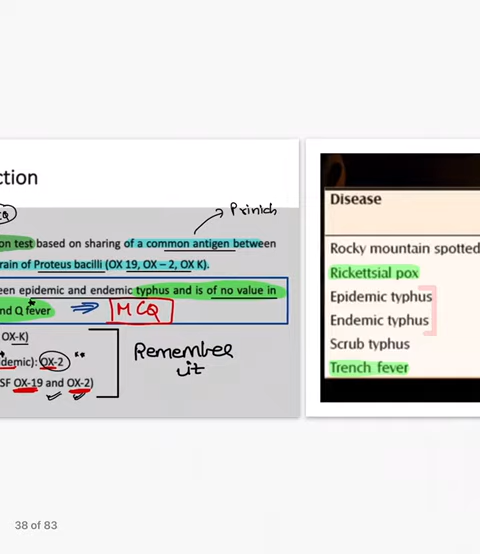 ction
Q
Prinich
on test based on sharing of a common antigen between
rain of Proteus bacilli (OX 19, OX – 2, OX K).
een epidemic and endemic typhus and is of no value in
nd Q fever
MCQ
OX-K)
demic): OX-2
SF OX-19 and OX-2)
Remember
it
Disease
Rocky mountain spotted
Rickettsial pox
Epidemic typhus
Endemic typhus
Scrub typhus
Trench fever
38 of 83